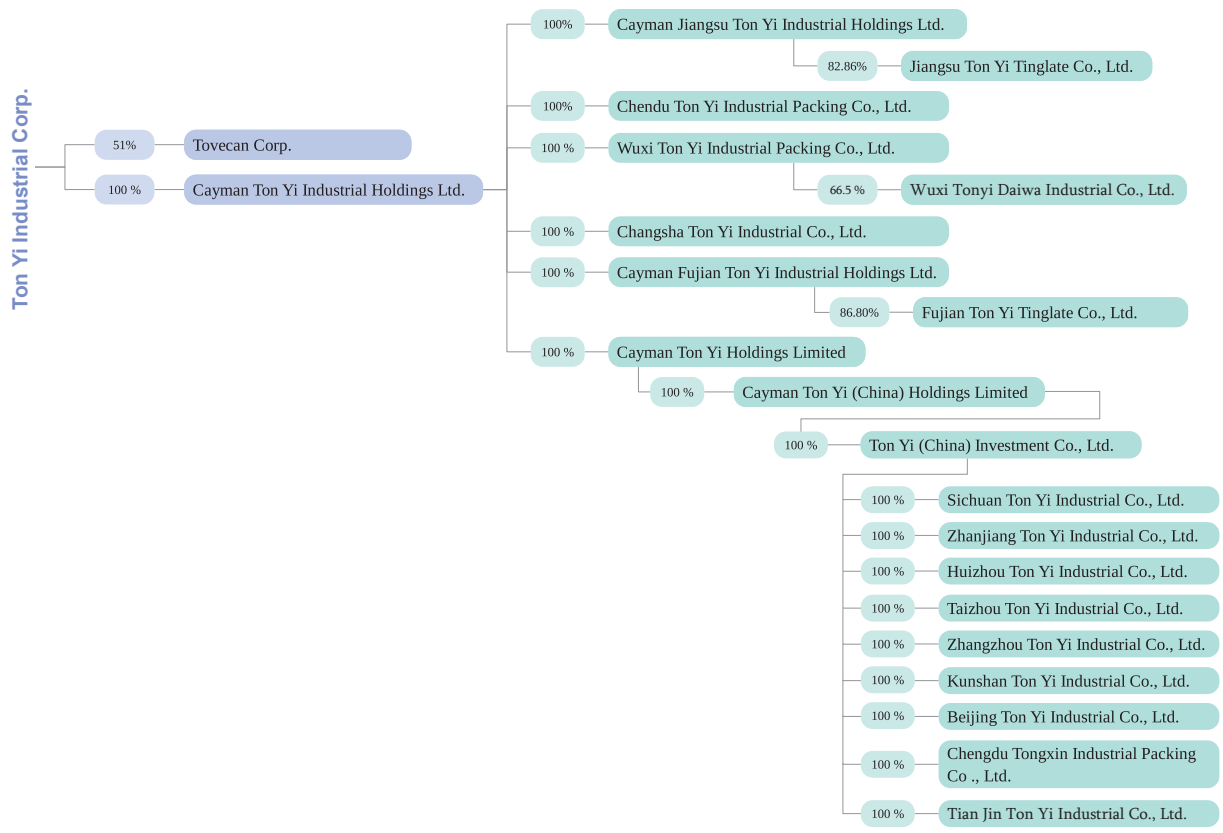 Ton Yi Industrial Corp.
51%
Tovecan Corp.
100 %
Cayman Ton Yi Industrial Holdings Ltd.
100%
Cayman Jiangsu Ton Yi Industrial Holdings Ltd.
82.86%
Jiangsu Ton Yi Tinglate Co., Ltd.
100%
Chendu Ton Yi Industrial Packing Co., Ltd.
100 %
Wuxi Ton Yi Industrial Packing Co., Ltd.
66.5 %
Wuxi Tonyi Daiwa Industrial Co., Ltd.
100 %
Changsha Ton Yi Industrial Co., Ltd.
100 %
Cayman Fujian Ton Yi Industrial Holdings Ltd.
86.80%
Fujian Ton Yi Tinglate Co., Ltd.
100 %
Cayman Ton Yi Holdings Limited
100 %
Cayman Ton Yi (China) Holdings Limited
100 %
Ton Yi (China) Investment Co., Ltd.
100 %
Sichuan Ton Yi Industrial Co., Ltd.
100 %
Zhanjiang Ton Yi Industrial Co., Ltd.
100 %
Huizhou Ton Yi Industrial Co., Ltd.
100 %
Taizhou Ton Yi Industrial Co., Ltd.
100 %
Zhangzhou Ton Yi Industrial Co., Ltd.
100 %
Kunshan Ton Yi Industrial Co., Ltd.
100 %
Beijing Ton Yi Industrial Co., Ltd.
100 %
Chengdu Tongxin Industrial Packing
Co ., Ltd.
100 %
Tian Jin Ton Yi Industrial Co., Ltd.